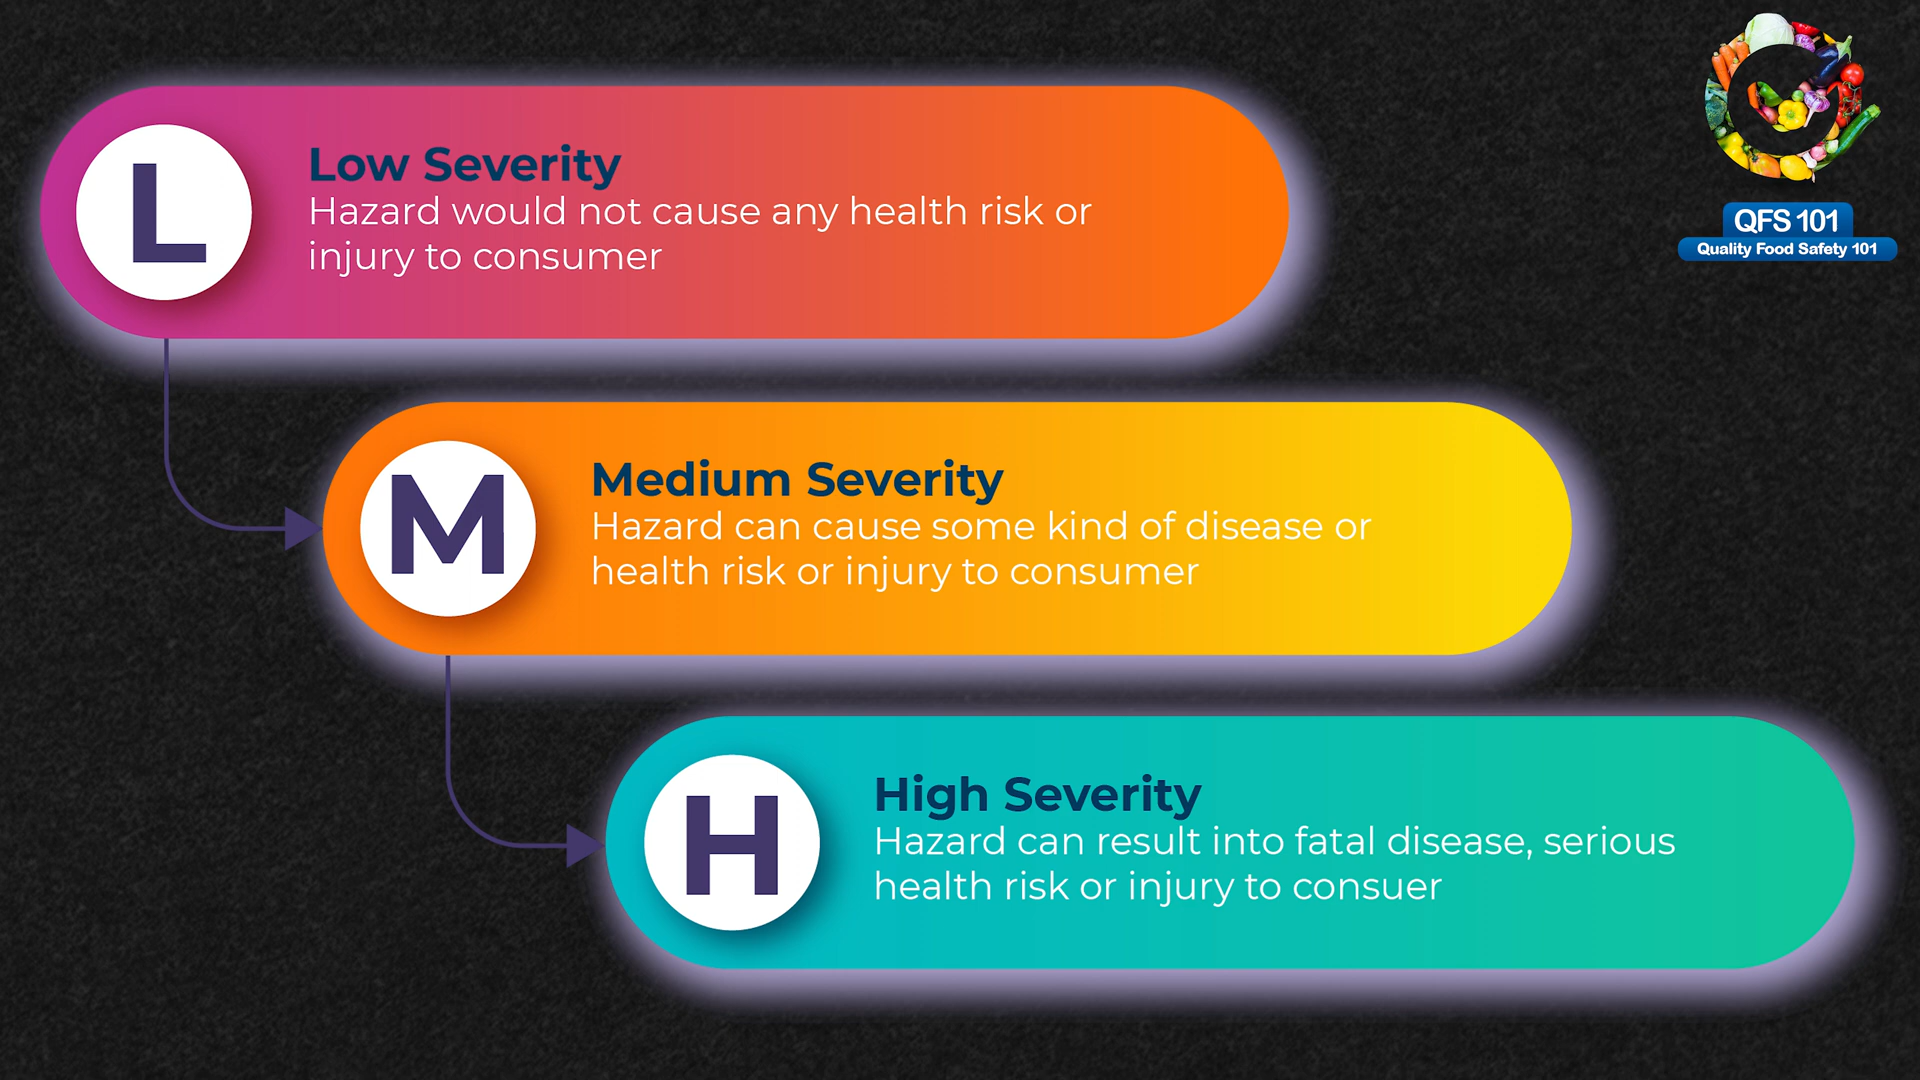 L
Low Severity
Hazard would not cause any health risk or
injury to consumer
M
Medium Severity
Hazard can cause some kind of disease or
health risk or injury to consumer
H
High Severity
Hazard can result into fatal disease, serious
health risk or injury to consuer
QFS 101
Quality Food Safety 101